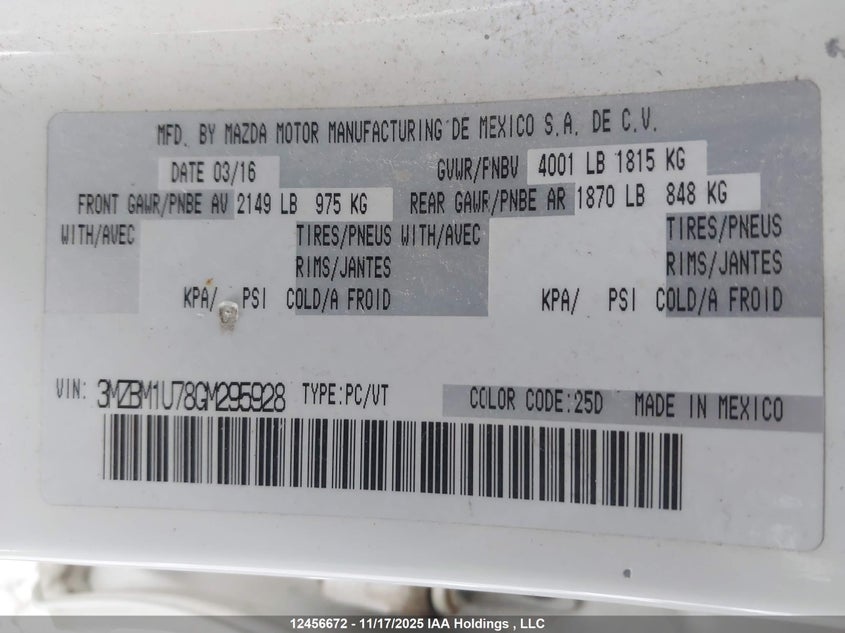 MFD. BY MAZDA MOTOR MANUFACTURING DE MEXICO S.A. DE C.V.
DATE 03/16 GVWR/PNBV 4001 LB 1815 KG
FRONT GAWR/PNBE AV 2149 LB 975 KG REAR GAWR/PNBE AR 1870 LB 848 KG
WITH/AVEC TIRES/PNEUS WITH/AVEC TIRES/PNEUS
RIMS/JANTES RIMS/JANTES
KPA/ PSI COLD/A FROID KPA/ PSI COLD/A FROID
VIN: 3MZBM1U78GM295928 TYPE:PC/VT COLOR CODE:25D MADE IN MEXICO
12456672 - 11/17/2025 IAA Holdings , LLC